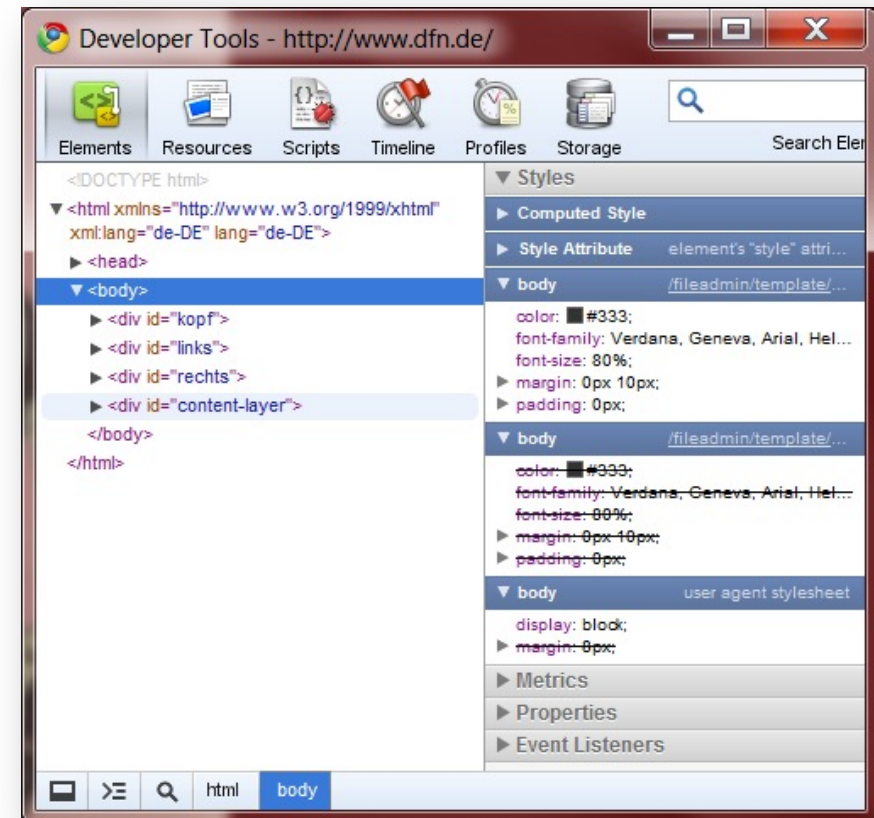 Developer Tools - http://www.dfn.de/
Elements Resources Scripts Timeline Profiles Storage Search Eler
<!DOCTYPE html>
▼<html xmlns="http://www.w3.org/1999/xhtml"
xml:lang="de-DE" lang="de-DE">
▶<head>
▼<body>
▶<div id="kopf">
▶<div id="links">
▶<div id="rechts">
▶<div id="content-layer">
</body>
</html>
▼ Styles
▶ Computed Style
▶ Style Attribute element's "style" attri...
▼ body /fileadmin/template/...
color: #333;
font-family: Verdana, Geneva, Arial, Hel...
font-size: 80%;
▶ margin: 0px 10px;
▶ padding: 0px;
▼ body /fileadmin/template/...
color: #333;
font-family: Verdana, Geneva, Arial, Hel...
font-size: 80%;
▶ margin: 0px 10px;
▶ padding: 0px;
▼ body user agent stylesheet
display: block;
▶ margin: 8px;
▶ Metrics
▶ Properties
▶ Event Listeners
html body